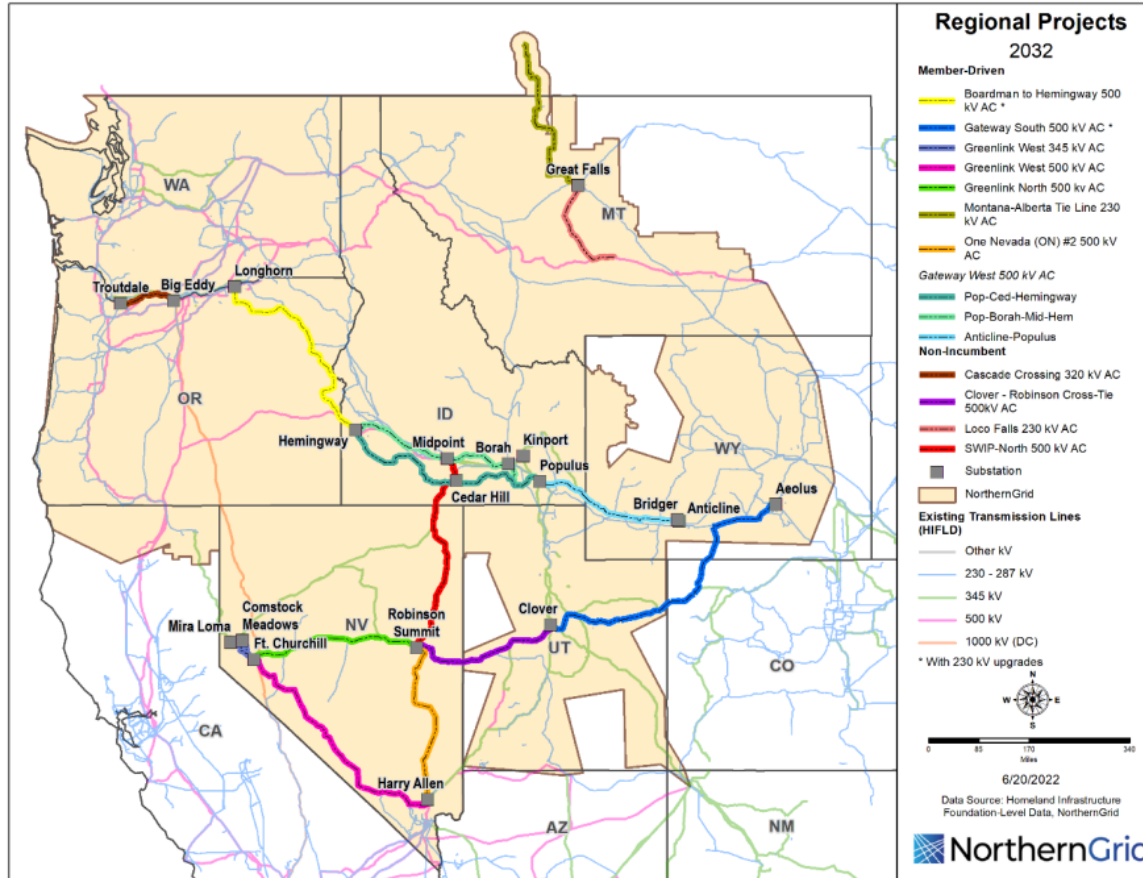 Regional Projects
2032
Member-Driven
Boardman to Hemingway 500
kV AC *
Gateway South 500 kV AC *
Greenlink West 345 kV AC
Greenlink West 500 kV AC
Greenlink North 500 kV AC
Montana-Alberta Tie Line 230
kV AC
One Nevada (ON) #2 500 kV
AC
Gateway West 500 kV AC
Pop-Ced-Hemingway
Pop-Borah-Mid-Hem
Anticline-Populus
Non-Incumbent
Cascade Crossing 320 kV AC
Clover - Robinson Cross-Tie
500kV AC
Loco Falls 230 kV AC
SWIP-North 500 kV AC
Substation
NorthernGrid
Existing Transmission Lines
(HIFLD)
Other kV
230 - 287 kV
345 kV
500 kV
1000 kV (DC)
* With 230 kV upgrades
N
W E
S
0 85 170 340
Miles
6/20/2022
Data Source: Homeland Infrastructure
Foundation-Level Data, NorthernGrid
NorthernGrid
Great Falls
WA
MT
Longhorn
Big Eddy
Troutdale
OR
ID
Hemingway
Midpoint
Borah
Kinport
Populus
Cedar Hill
WY
Bridger
Anticline
Aeolus
Comstock
Meadows
Mira Loma
Ft. Churchill
NV
Robinson
Summit
Clover
UT
CO
CA
Harry Allen
AZ
NM